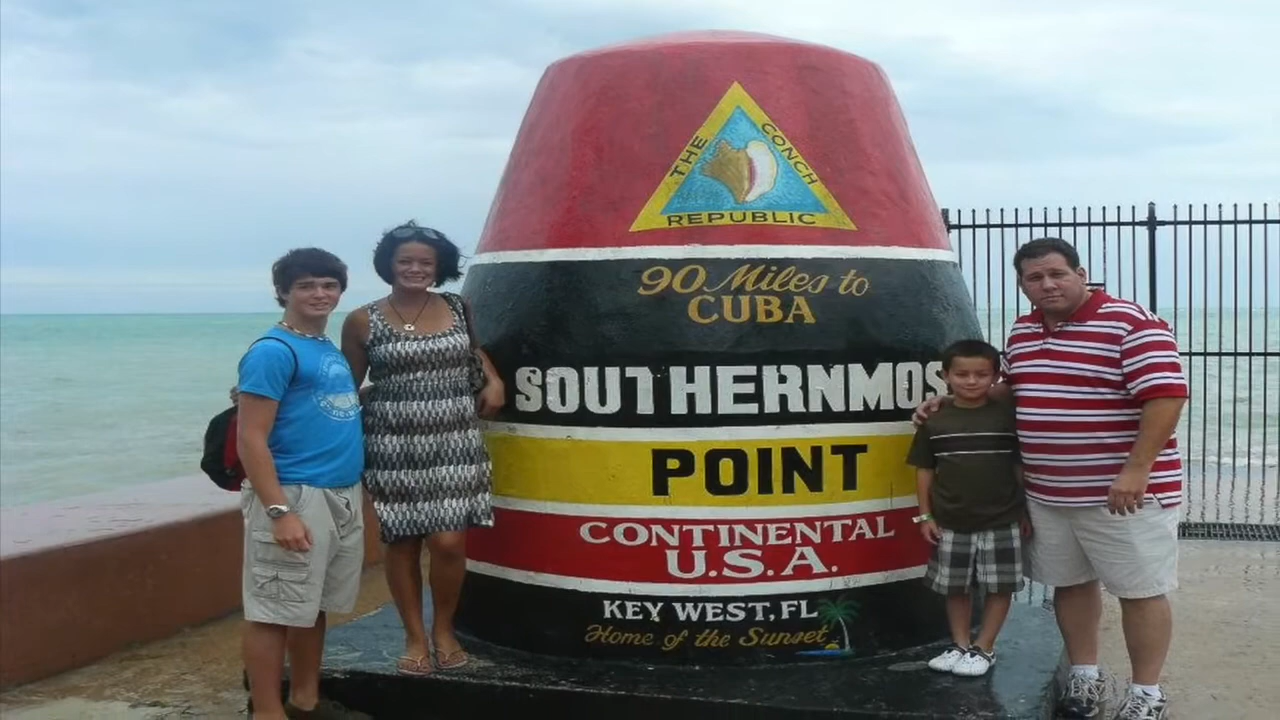 THE CONCH
REPUBLIC
90 Miles to
CUBA
SOUTHERNMOS
POINT
CONTINENTAL
U.S.A.
KEY WEST, FL
Home of the Sunset